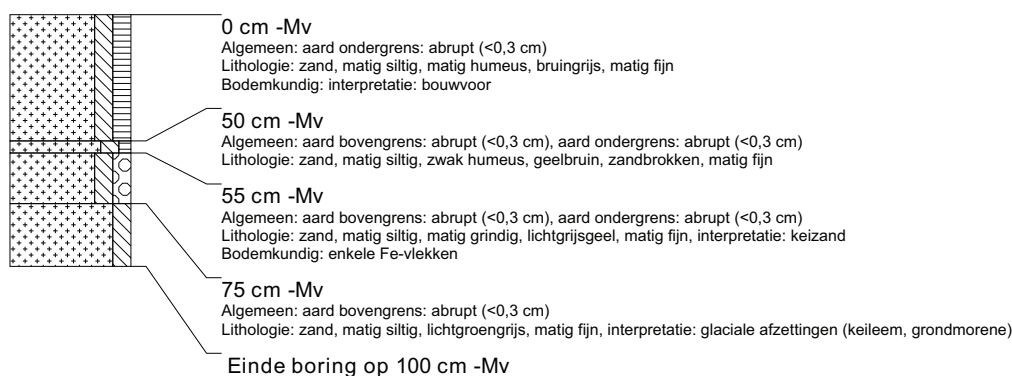 0 cm -Mv
Algemeen: aard ondergrens: abrupt (<0,3 cm)
Lithologie: zand, matig siltig, matig humeus, bruingrijs, matig fijn
Bodemkundig: interpretatie: bouwvoor
50 cm -Mv
Algemeen: aard bovengrens: abrupt (<0,3 cm), aard ondergrens: abrupt (<0,3 cm)
Lithologie: zand, matig siltig, zwak humeus, geelbruin, zandbrokken, matig fijn
55 cm -Mv
Algemeen: aard bovengrens: abrupt (<0,3 cm), aard ondergrens: abrupt (<0,3 cm)
Lithologie: zand, matig siltig, matig grindig, lichtgrijsgeel, matig fijn, interpretatie: keizand
Bodemkundig: enkele Fe-vlekken
75 cm -Mv
Algemeen: aard bovengrens: abrupt (<0,3 cm)
Lithologie: zand, matig siltig, lichtgroengrijs, matig fijn, interpretatie: glaciale afzettingen (keileem, grondmorene)
Einde boring op 100 cm -Mv